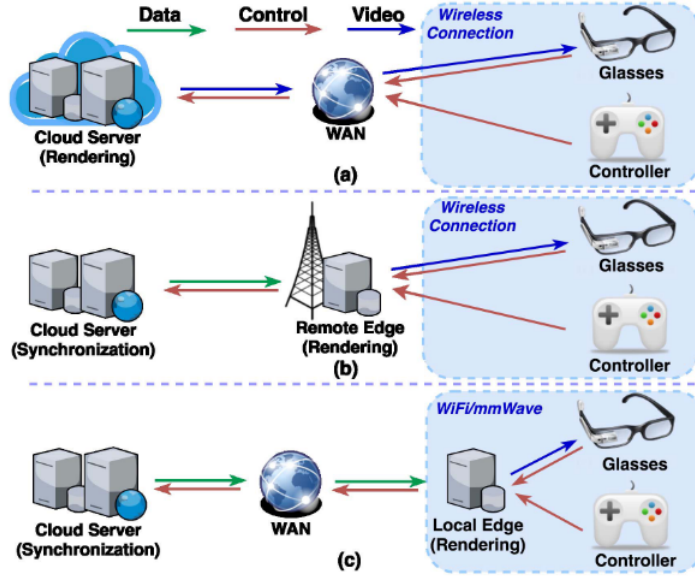 Data
Control
Video
Wireless
Connection
Glasses
Cloud Server
(Rendering)
WAN
Controller
(a)
Wireless
Connection
Glasses
Cloud Server
(Synchronization)
Remote Edge
(Rendering)
Controller
(b)
WiFi/mmWave
Glasses
Cloud Server
(Synchronization)
WAN
Local Edge
(Rendering)
Controller
(c)